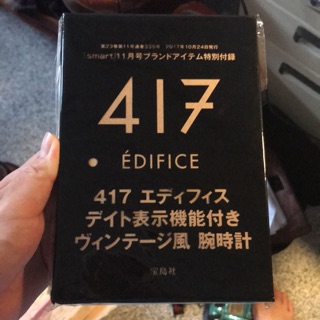 第23巻第11号通巻335号 2017年10月24日発行
smart 11月号ブランドアイテム特別付録
417
ÉDIFICE
417 エディフィス
デイト表示機能付き
ヴィンテージ風 腕時計
宝島社